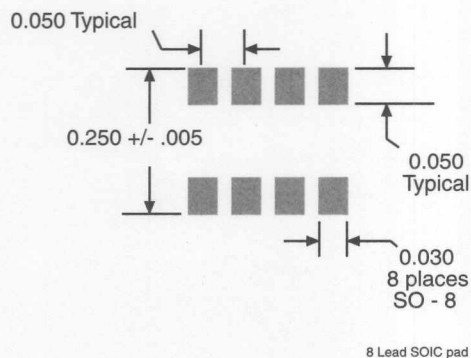 0.050 Typical
0.250 +/- .005
0.050
Typical
0.030
8 places
SO - 8
8 Lead SOIC pad